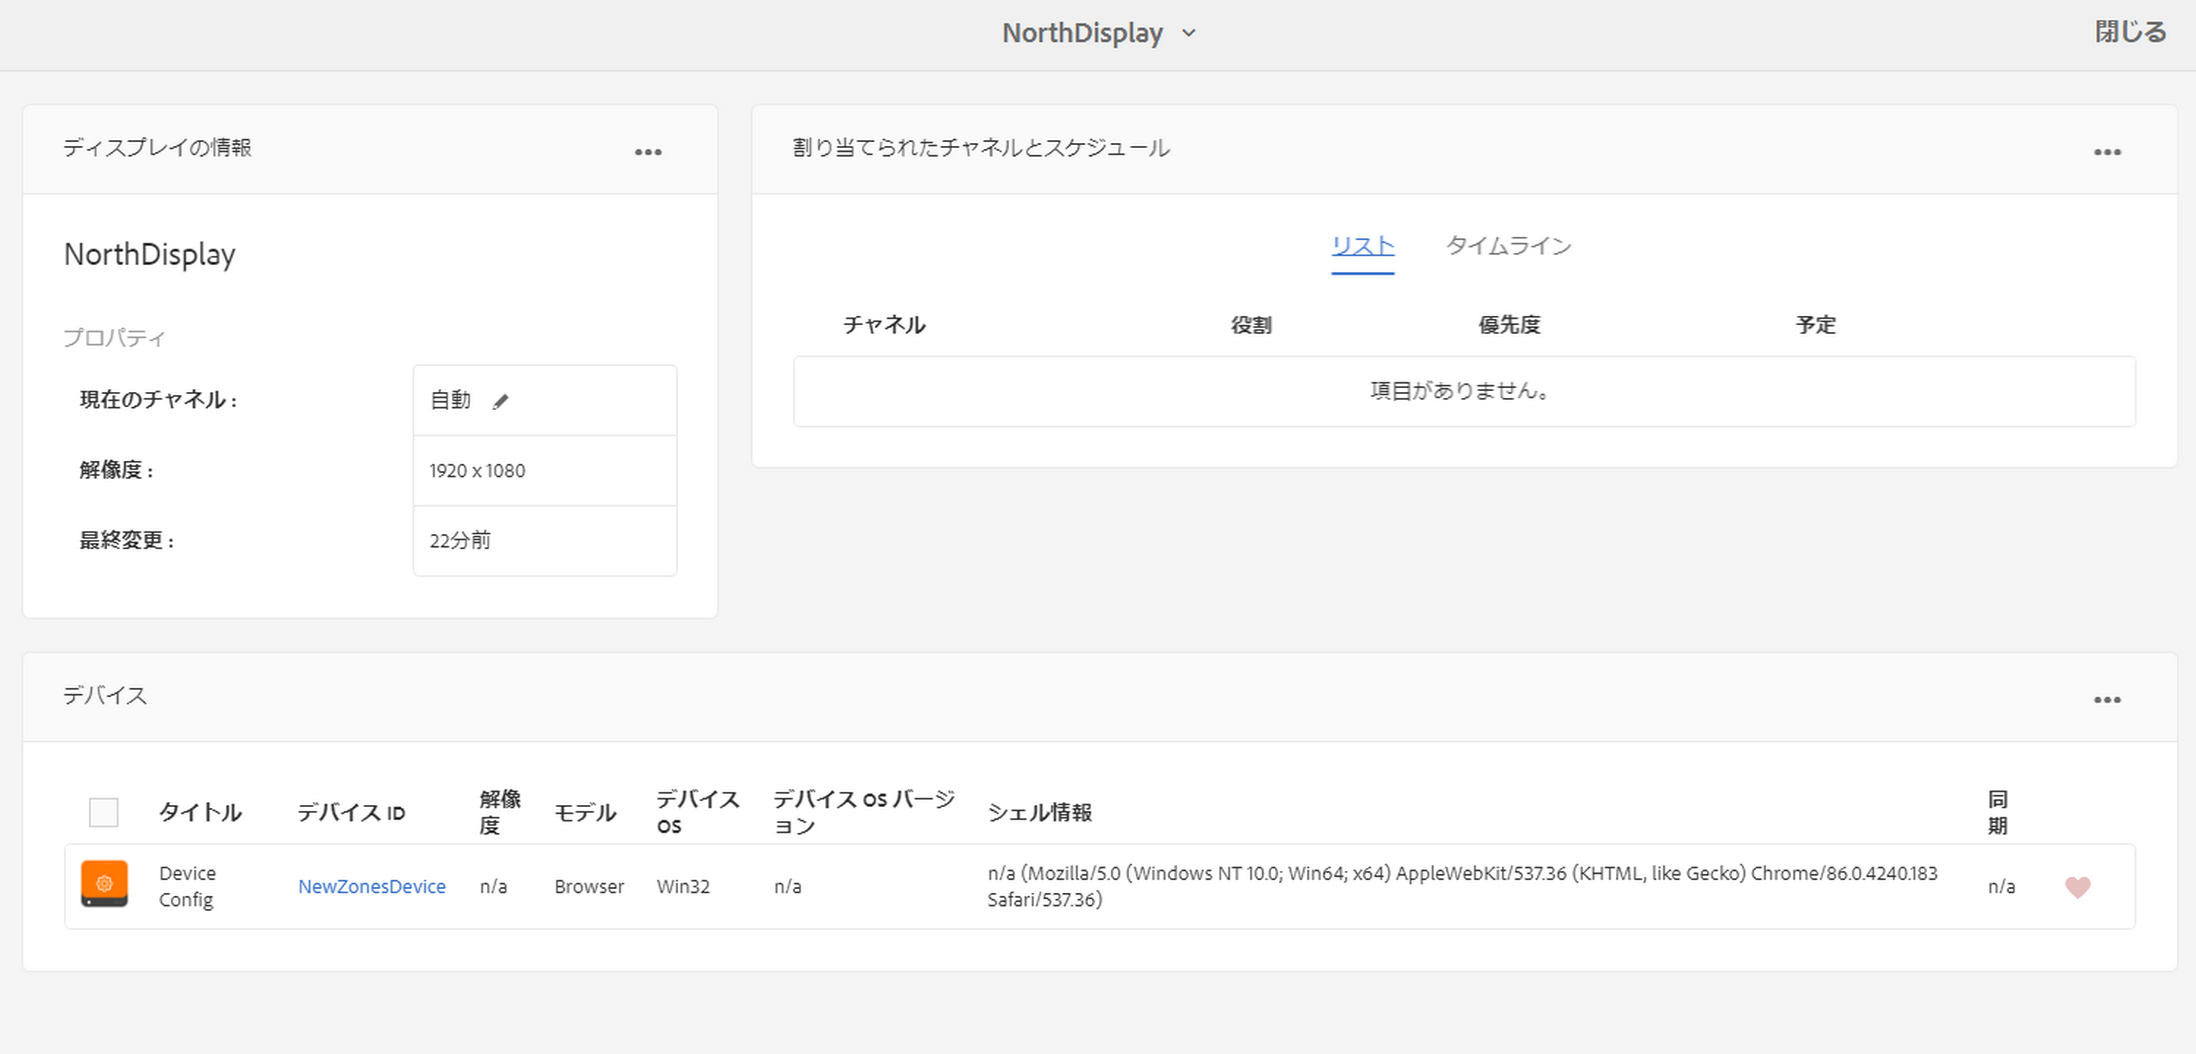 NorthDisplay
閉じる
ディスプレイの情報
NorthDisplay
プロパティ
現在のチャネル : 自動
解像度 : 1920 x 1080
最終変更 : 22分前
割り当てられたチャネルとスケジュール
リスト タイムライン
チャネル 役割 優先度 予定
項目がありません。
デバイス
タイトル デバイス ID 解像度 モデル デバイス OS デバイス OS バージョン シェル情報 同期
Device Config NewZonesDevice n/a Browser Win32 n/a n/a (Mozilla/5.0 (Windows NT 10.0; Win64; x64) AppleWebKit/537.36 (KHTML, like Gecko) Chrome/86.0.4240.183 Safari/537.36) n/a